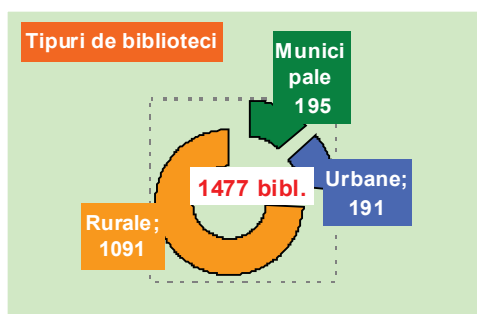 Tipuri de biblioteci
Munici
pale
195
1477 bibl.
Urbane;
191
Rurale;
1091